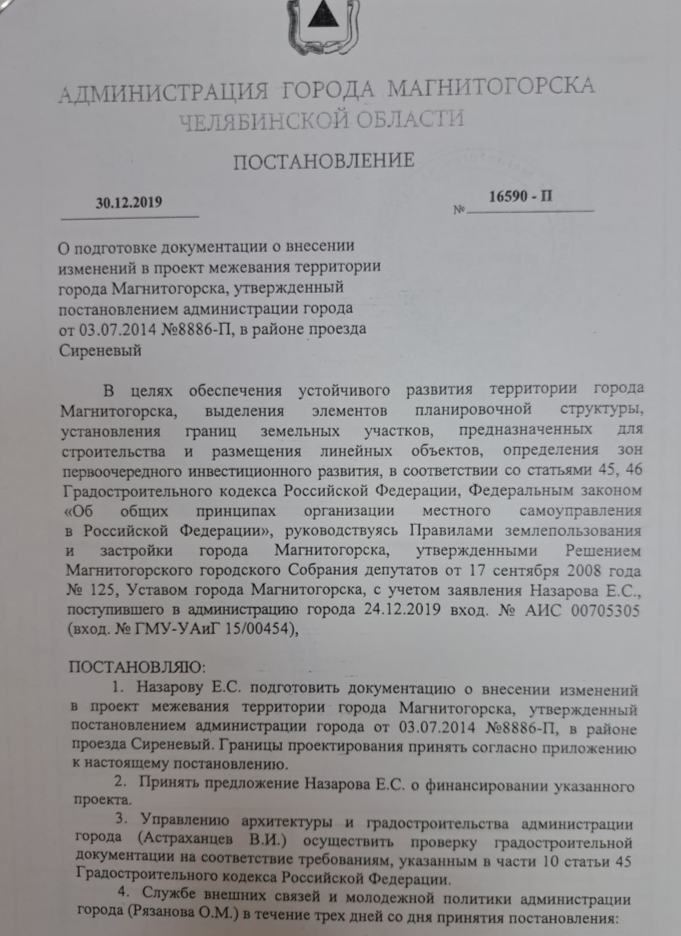 АДМИНИСТРАЦИЯ ГОРОДА МАГНИТОГОРСКА
ЧЕЛЯБИНСКОЙ ОБЛАСТИ
ПОСТАНОВЛЕНИЕ
30.12.2019
№ 16590 - П
О подготовке документации о внесении
изменений в проект межевания территории
города Магнитогорска, утвержденный
постановлением администрации города
от 03.07.2014 №8886-П, в районе проезда
Сиреневый
В целях обеспечения устойчивого развития территории города
Магнитогорска, выделения элементов планировочной структуры,
установления границ земельных участков, предназначенных для
строительства и размещения линейных объектов, определения зон
первоочередного инвестиционного развития, в соответствии со статьями 45, 46
Градостроительного кодекса Российской Федерации, Федеральным законом
«Об общих принципах организации местного самоуправления
в Российской Федерации», руководствуясь Правилами землепользования
и застройки города Магнитогорска, утвержденными Решением
Магнитогорского городского Собрания депутатов от 17 сентября 2008 года
№ 125, Уставом города Магнитогорска, с учетом заявления Назарова Е.С.,
поступившего в администрацию города 24.12.2019 вход. № АИС 00705305
(вход. № ГМУ-УАиГ 15/00454),
ПОСТАНОВЛЯЮ:
1. Назарову Е.С. подготовить документацию о внесении изменений
в проект межевания территории города Магнитогорска, утвержденный
постановлением администрации города от 03.07.2014 №8886-П, в районе
проезда Сиреневый. Границы проектирования принять согласно приложению
к настоящему постановлению.
2. Принять предложение Назарова Е.С. о финансировании указанного
проекта.
3. Управлению архитектуры и градостроительства администрации
города (Астраханцев В.И.) осуществить проверку градостроительной
документации на соответствие требованиям, указанным в части 10 статьи 45
Градостроительного кодекса Российской Федерации.
4. Службе внешних связей и молодежной политики администрации
города (Рязанова О.М.) в течение трех дней со дня принятия постановления: